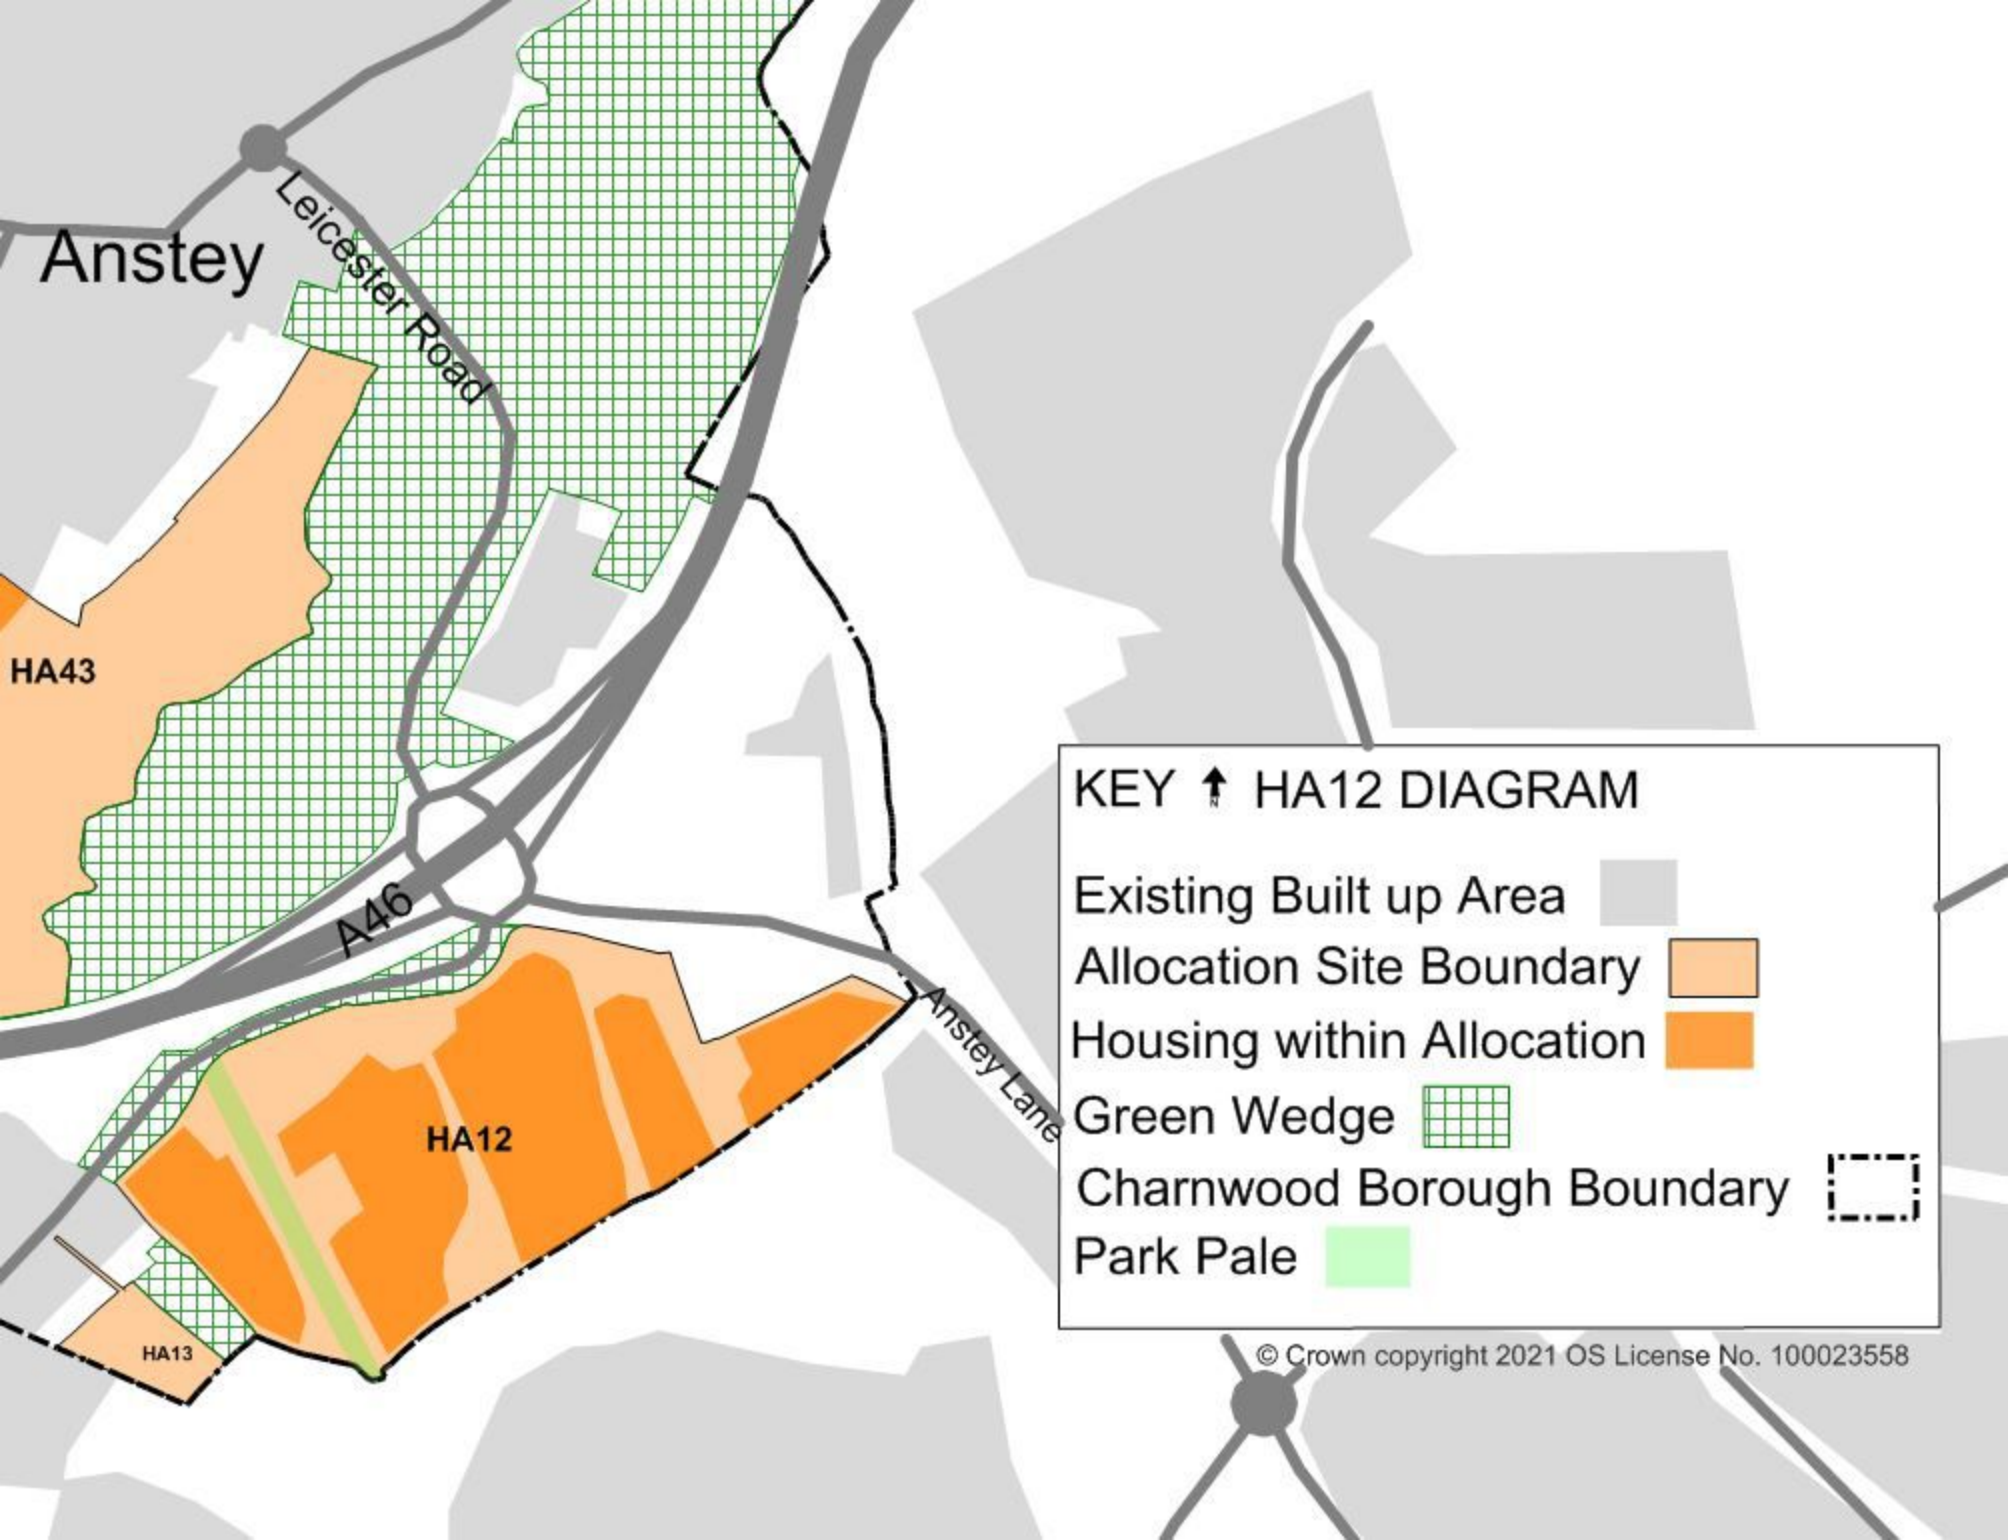 Leicester Road
Anstey
HA43
A46
HA12
HA13
Anstey Lane
KEY N HA12 DIAGRAM
Existing Built up Area
Allocation Site Boundary
Housing within Allocation
Green Wedge
Charnwood Borough Boundary
Park Pale
© Crown copyright 2021 OS License No. 100023558